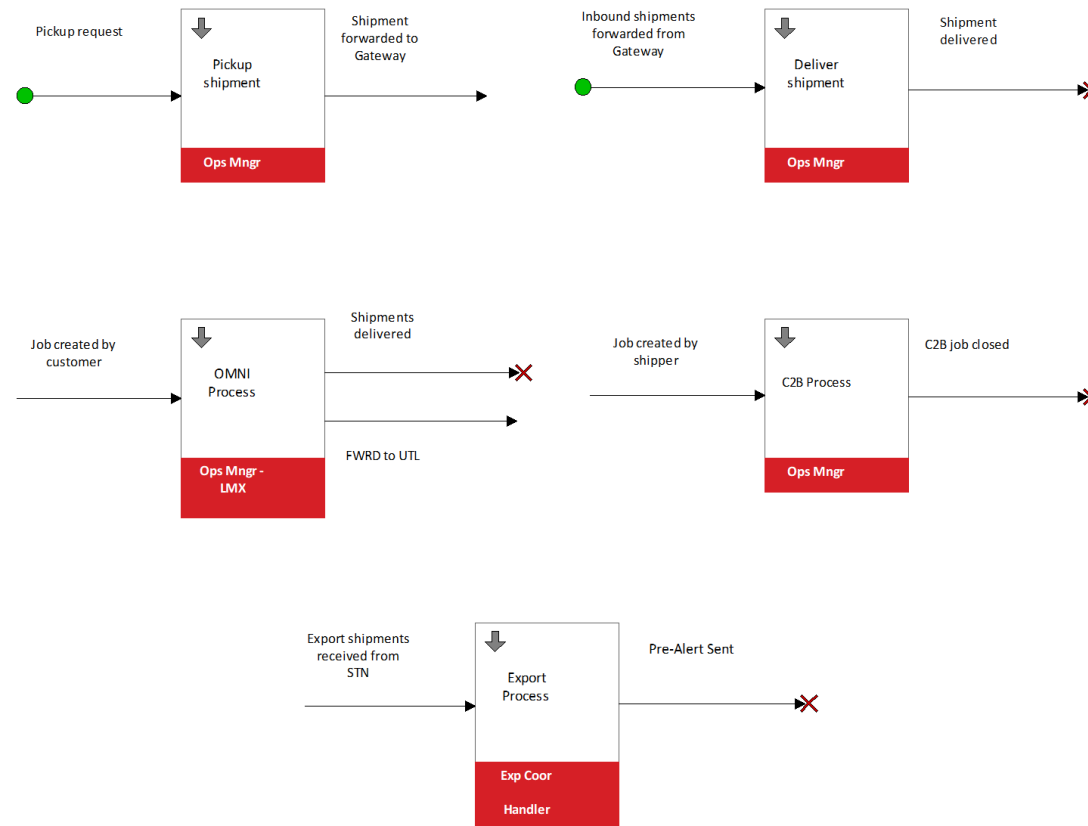 Pickup request
Pickup
shipment
Ops Mngr
Shipment
forwarded to
Gateway
Inbound shipments
forwarded from
Gateway
Deliver
shipment
Ops Mngr
Shipment
delivered
Job created by
customer
OMNI
Process
Ops Mngr -
LMX
Shipments
delivered
FWRD to UTL
Job created by
shipper
C2B Process
Ops Mngr
C2B job closed
Export shipments
received from
STN
Export
Process
Exp Coor
Handler
Pre-Alert Sent